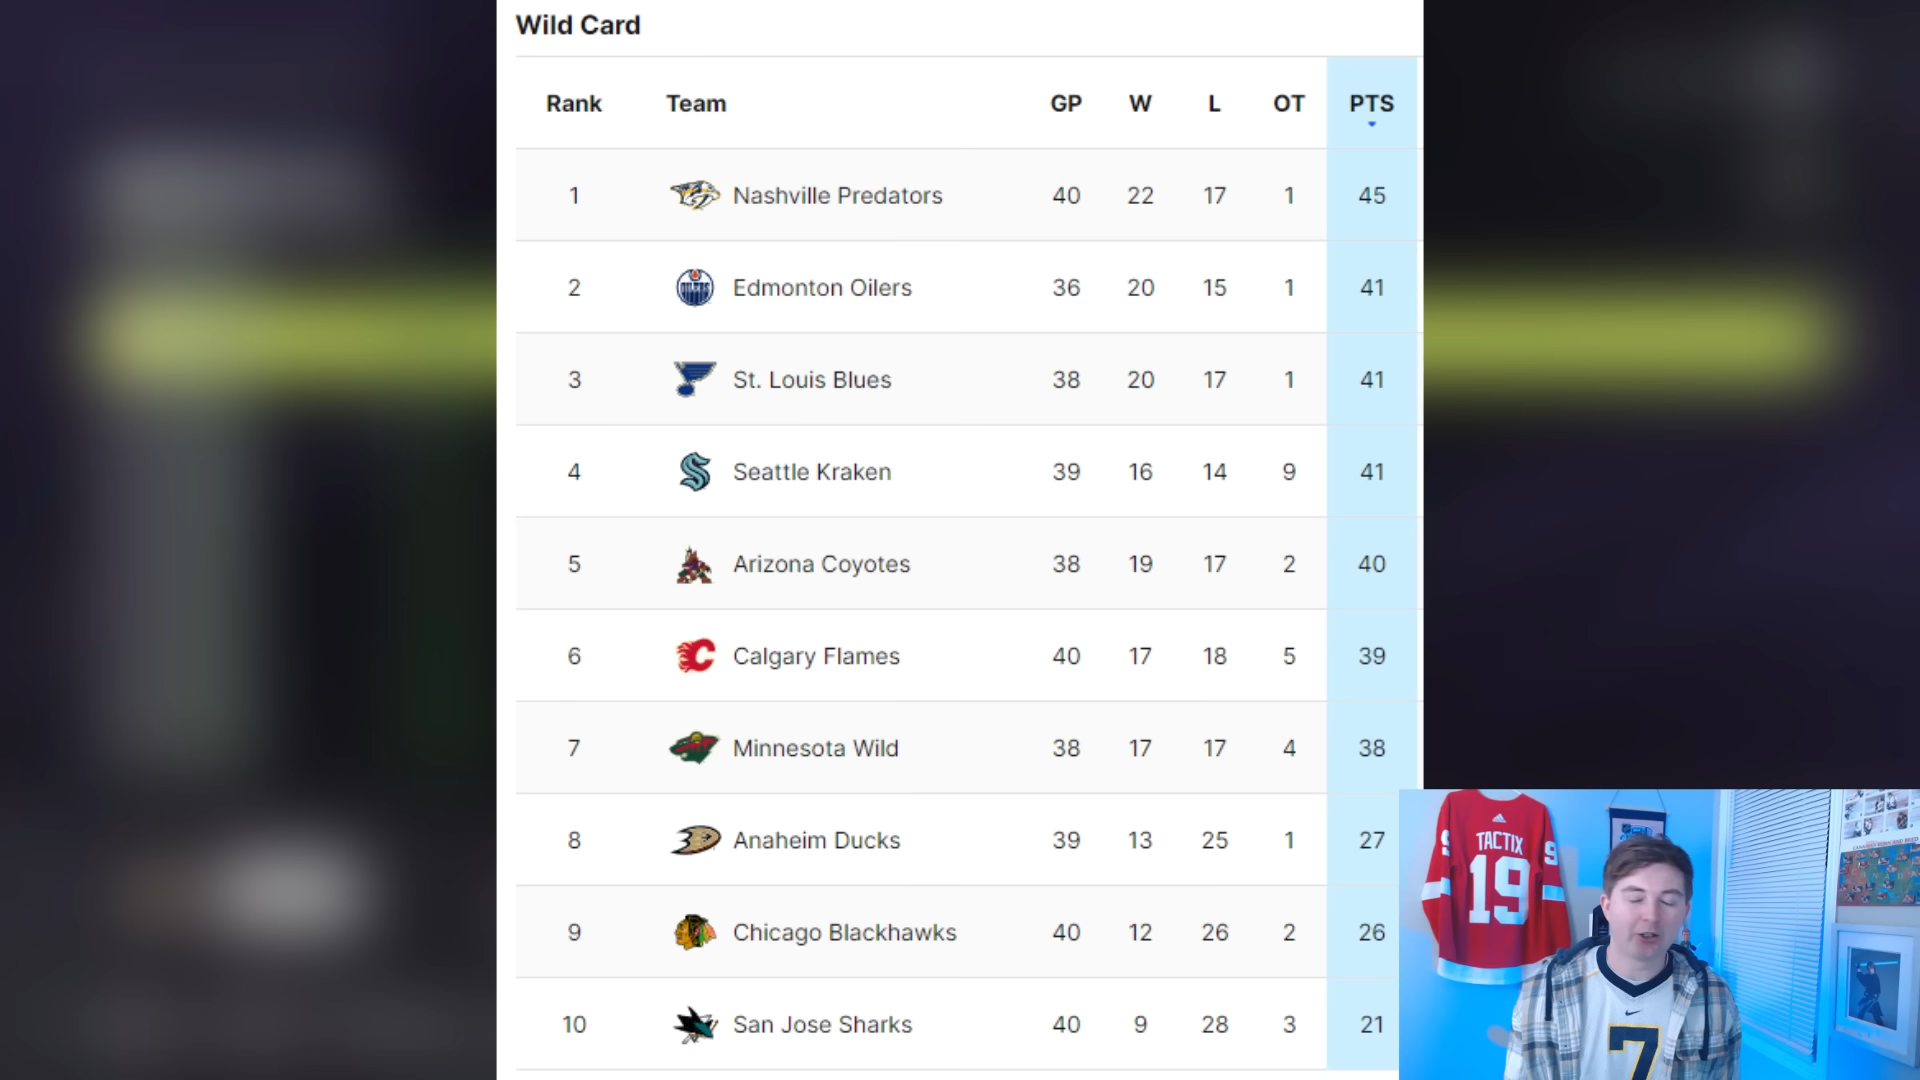 Wild Card
Rank Team GP W L OT PTS
1 Nashville Predators 40 22 17 1 45
2 Edmonton Oilers 36 20 15 1 41
3 St. Louis Blues 38 20 17 1 41
4 Seattle Kraken 39 16 14 9 41
5 Arizona Coyotes 38 19 17 2 40
6 Calgary Flames 40 17 18 5 39
7 Minnesota Wild 38 17 17 4 38
8 Anaheim Ducks 39 13 25 1 27
9 Chicago Blackhawks 40 12 26 2 26
10 San Jose Sharks 40 9 28 3 21
TACTIX
19
7